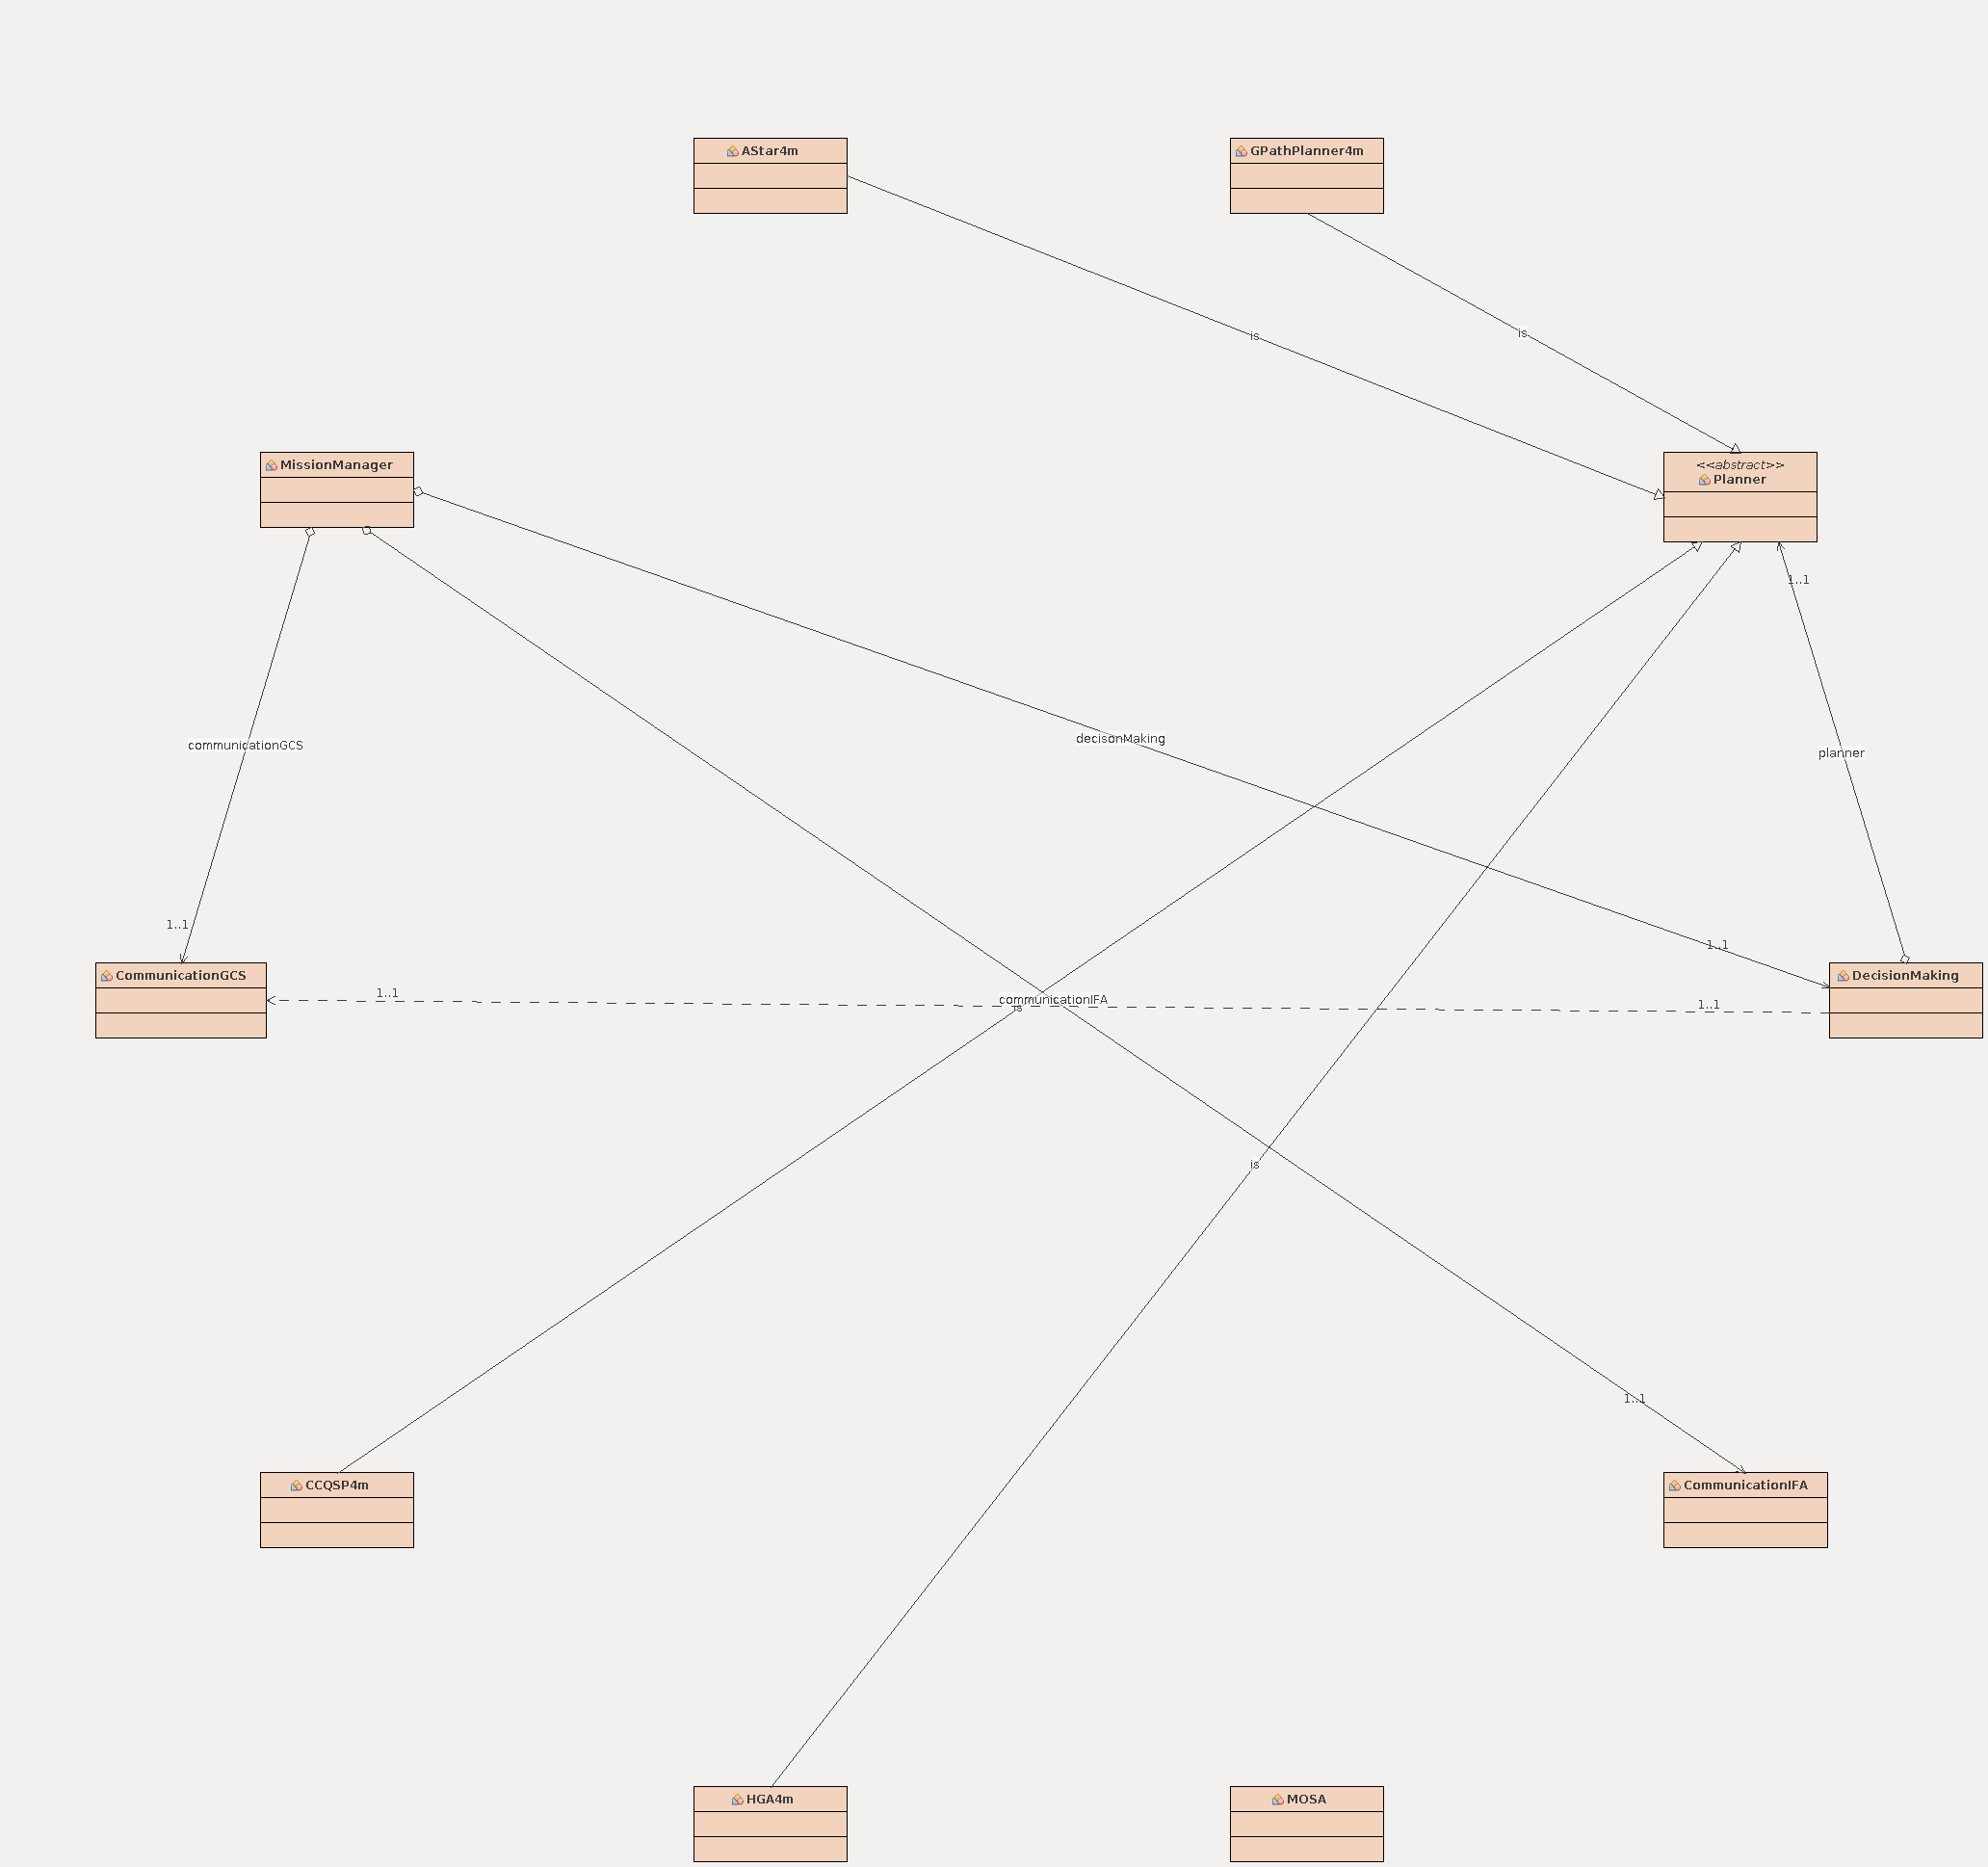 AStar4m
GPathPlanner4m
is
is
MissionManager
<<abstract>>
Planner
1..1
communicationGCS
decisonMaking
planner
1..1
1..1
CommunicationGCS
DecisionMaking
1..1
communicationIFA
1..1
is
is
1..1
CCQSP4m
CommunicationIFA
HGA4m
MOSA